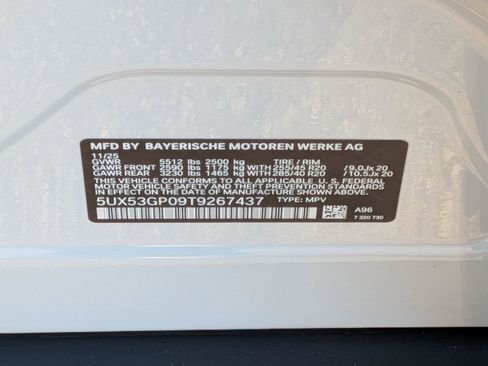 MFD BY BAYERISCHE MOTOREN WERKE AG
11/25
GVWR 5512 lbs 2500 kg TIRE / RIM
GAWR FRONT 2590 lbs 1175 kg WITH 255/45 R20 / 9.0Jx 20
GAWR REAR 3230 lbs 1465 kg WITH 285/40 R20 / 10.5Jx 20
THIS VEHICLE CONFORMS TO ALL APPLICABLE U.S. FEDERAL
MOTOR VEHICLE SAFETY STANDARDS IN EFFECT ON THE
DATE OF MANUFACTURE SHOWN ABOVE.
5UX53GP09T9267437 TYPE: MPV
A96
7 320 730